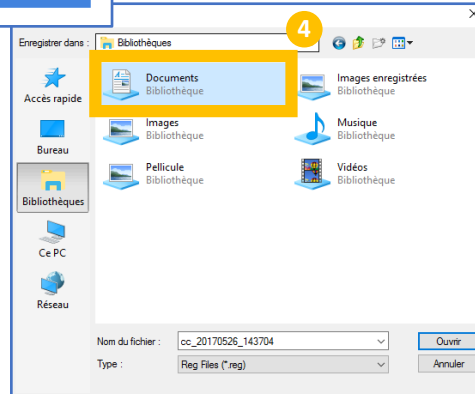 4
Enregistrer dans : Bibliothèques
Accès rapide
Bureau
Bibliothèques
Ce PC
Réseau
Documents
Bibliothèque
Images enregistrées
Bibliothèque
Images
Bibliothèque
Musique
Bibliothèque
Pellicule
Bibliothèque
Vidéos
Bibliothèque
Nom du fichier : cc_20170526_143704 Ouvrir
Type : Reg Files (*.reg) Annuler